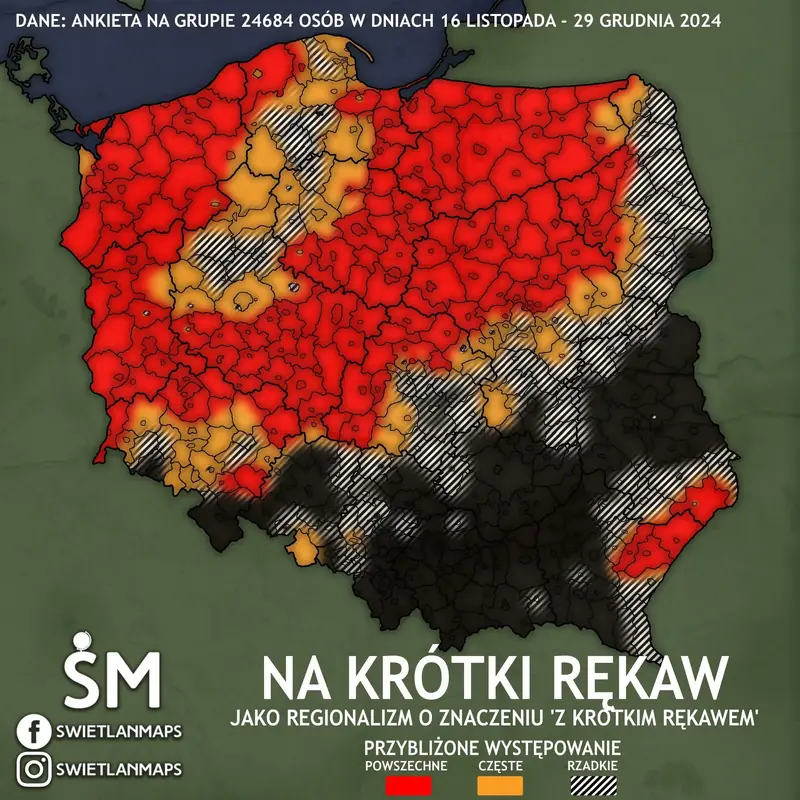 DANE: ANKIETA NA GRUPIE 24684 OSÓB W DNIACH 16 LISTOPADA - 29 GRUDNIA 2024
ŚM
SWIETLANMAPS
SWIETLANMAPS
NA KRÓTKI RĘKAW
JAKO REGIONALIZM O ZNACZENIU 'Z KRÓTKIM RĘKAWEM'
PRZYBLIŻONE WYSTĘPOWANIE
POWSZECHNE CZĘSTE RZADKIE